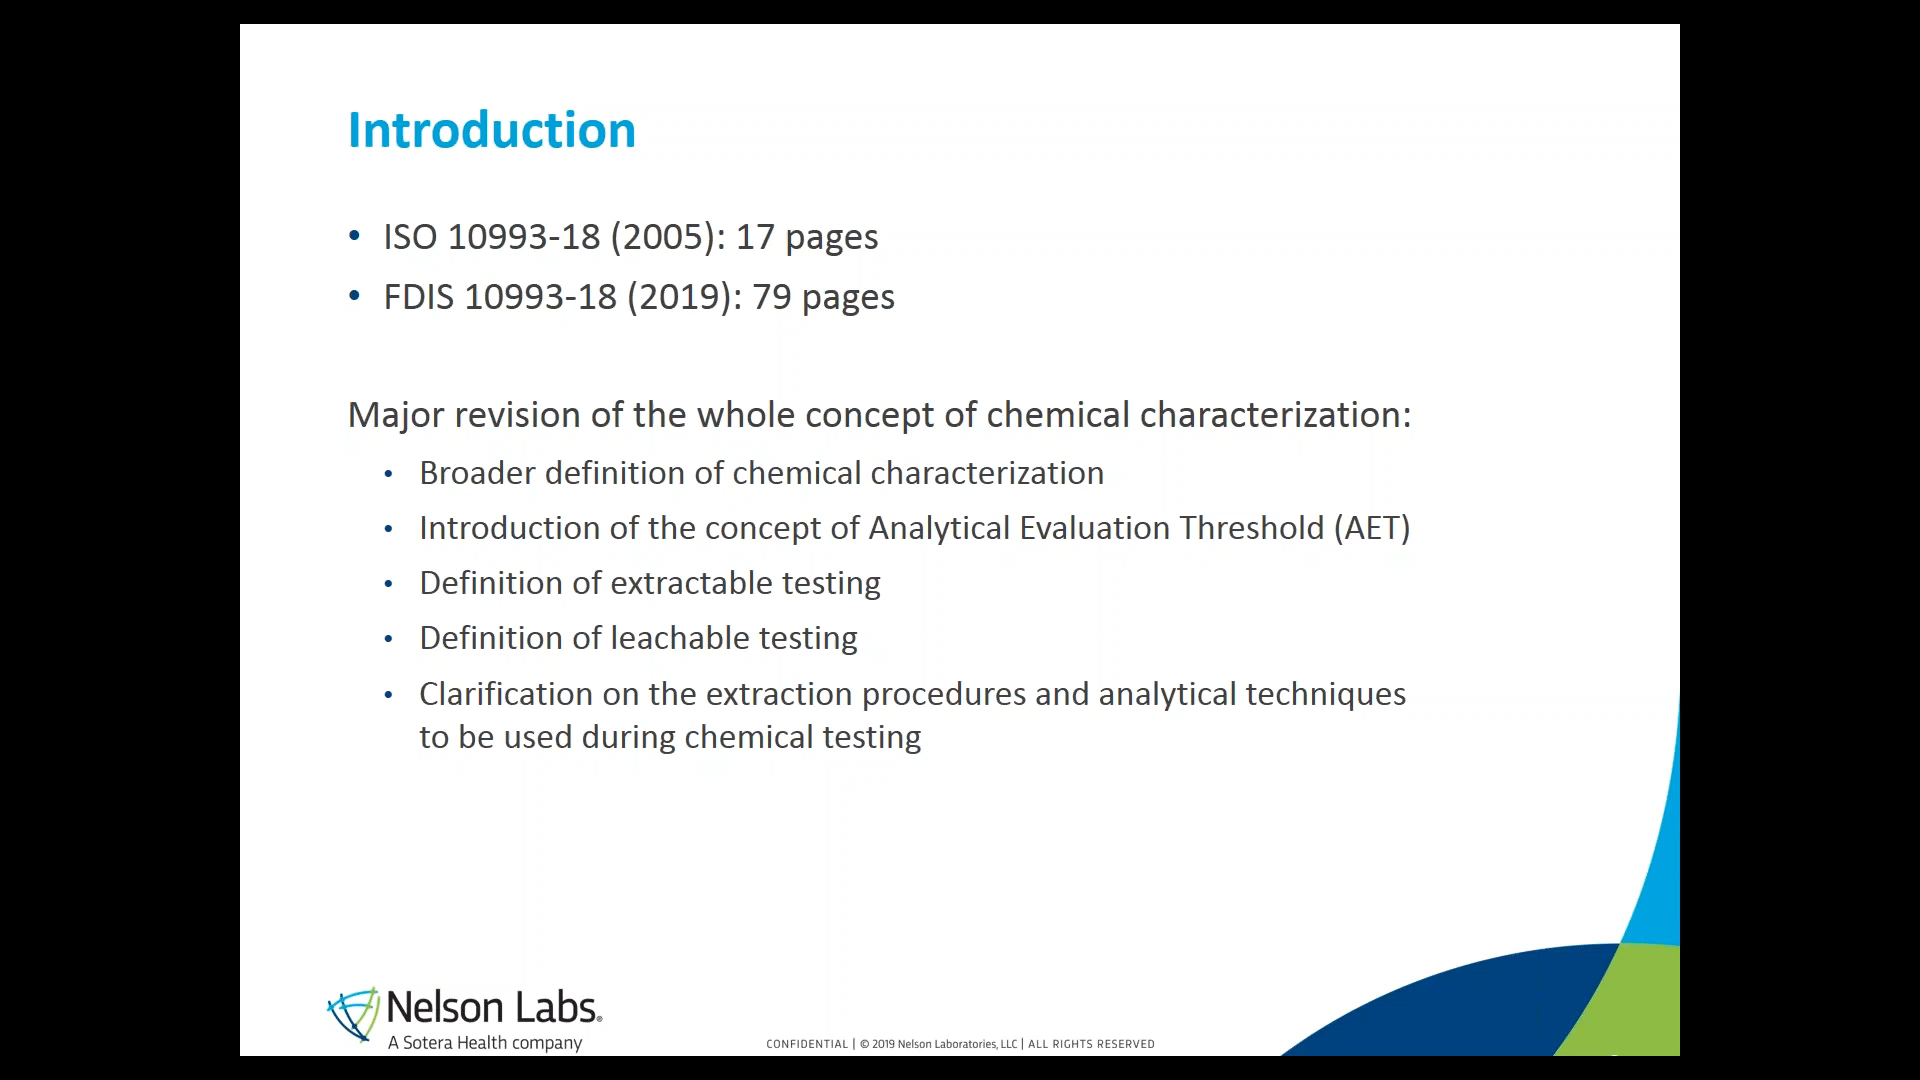 Introduction
• ISO 10993-18 (2005): 17 pages
• FDIS 10993-18 (2019): 79 pages
Major revision of the whole concept of chemical characterization:
• Broader definition of chemical characterization
• Introduction of the concept of Analytical Evaluation Threshold (AET)
• Definition of extractable testing
• Definition of leachable testing
• Clarification on the extraction procedures and analytical techniques
to be used during chemical testing
Nelson Labs®
A Sotera Health company
CONFIDENTIAL | © 2019 Nelson Laboratories, LLC | ALL RIGHTS RESERVED